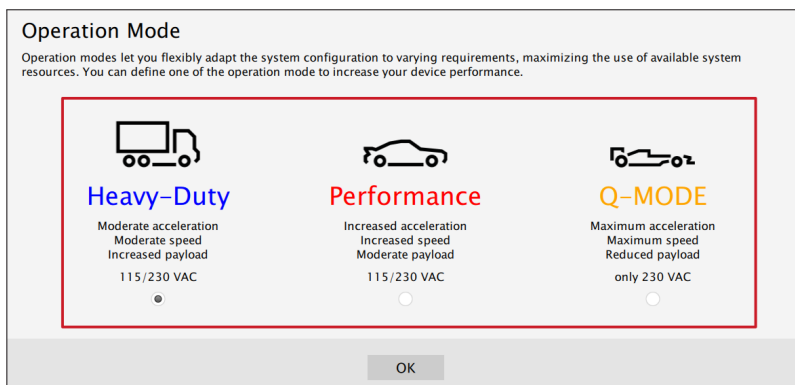 Operation Mode
Operation modes let you flexibly adapt the system configuration to varying requirements, maximizing the use of available system
resources. You can define one of the operation mode to increase your device performance.
Heavy-Duty
Moderate acceleration
Moderate speed
Increased payload
115/230 VAC
Performance
Increased acceleration
Increased speed
Moderate payload
115/230 VAC
Q-MODE
Maximum acceleration
Maximum speed
Reduced payload
only 230 VAC
OK